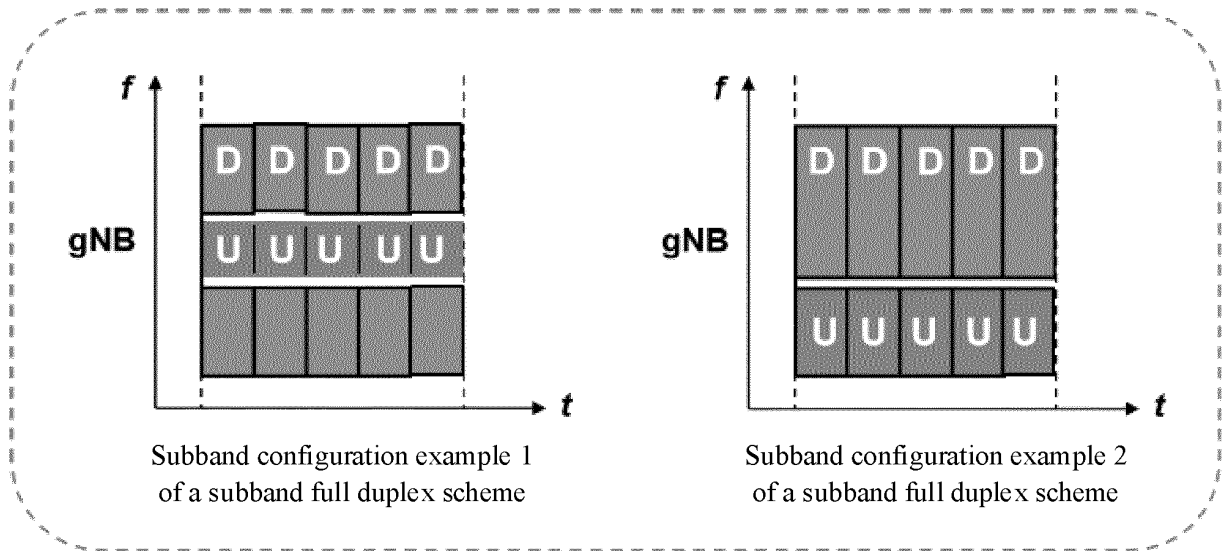 f
D D D D D
gNB
U U U U U
t
Subband configuration example 1
of a subband full duplex scheme
f
D D D D D
gNB
U U U U U
t
Subband configuration example 2
of a subband full duplex scheme